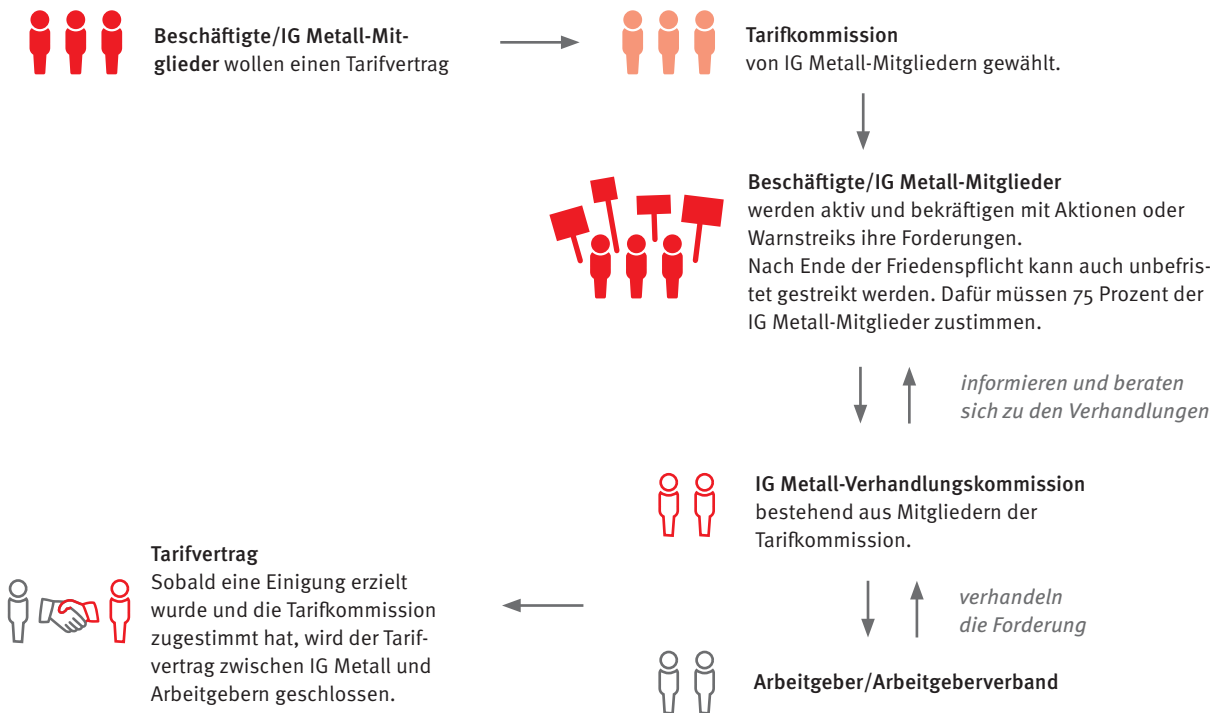 Beschäftigte/IG Metall-Mit-
glieder wollen einen Tarifvertrag
Tarifkommission
von IG Metall-Mitgliedern gewählt.
Beschäftigte/IG Metall-Mitglieder
werden aktiv und bekräftigen mit Aktionen oder
Warnstreiks ihre Forderungen.
Nach Ende der Friedenspflicht kann auch unbefris-
tet gestreikt werden. Dafür müssen 75 Prozent der
IG Metall-Mitglieder zustimmen.
informieren und beraten
sich zu den Verhandlungen
IG Metall-Verhandlungskommission
bestehend aus Mitgliedern der
Tarifkommission.
verhandeln
die Forderung
Arbeitgeber/Arbeitgeberverband
Tarifvertrag
Sobald eine Einigung erzielt
wurde und die Tarifkommission
zugestimmt hat, wird der Tarif-
vertrag zwischen IG Metall und
Arbeitgebern geschlossen.